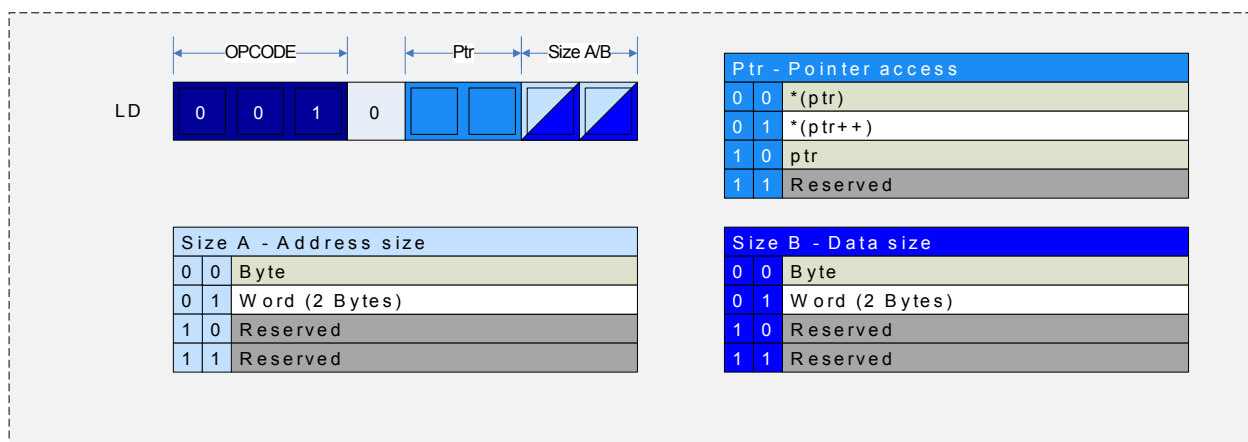 OPCODE Ptr Size A/B
LD 0 0 1 0
Ptr - Pointer access
0 0 *(ptr)
0 1 *(ptr++)
1 0 ptr
1 1 Reserved
Size A - Address size
0 0 Byte
0 1 Word (2 Bytes)
1 0 Reserved
1 1 Reserved
Size B - Data size
0 0 Byte
0 1 Word (2 Bytes)
1 0 Reserved
1 1 Reserved